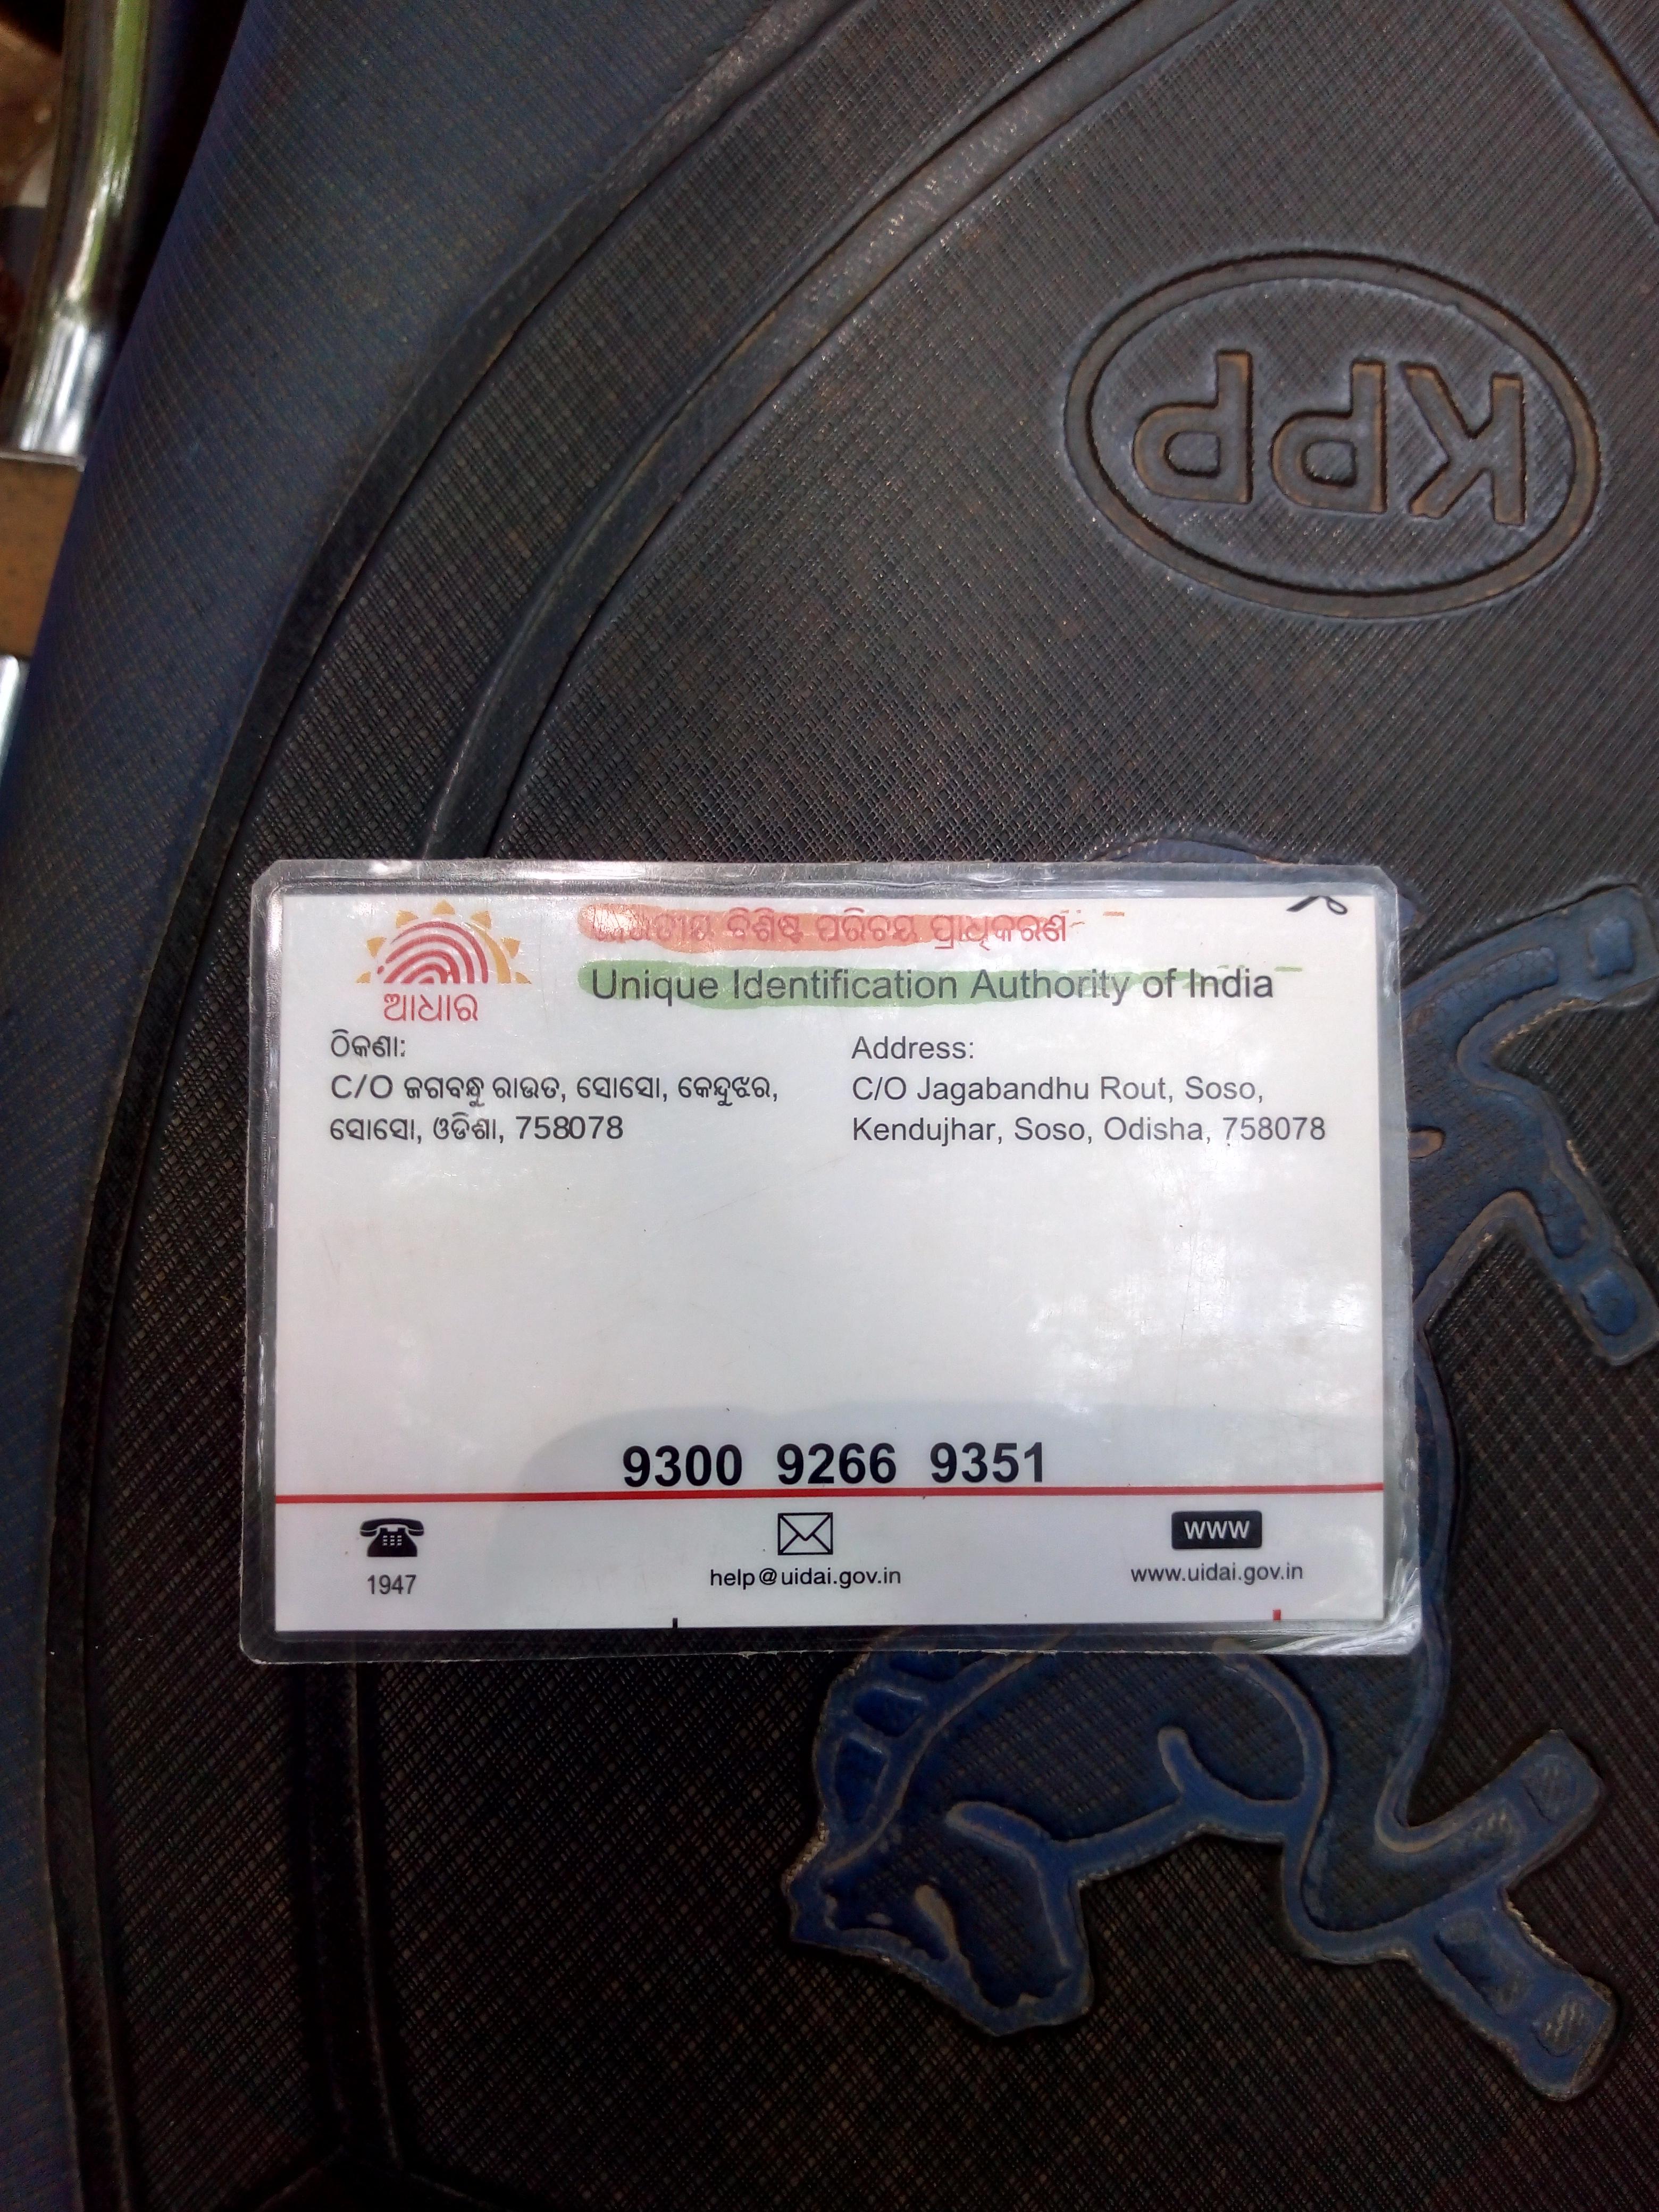 KPP
ଭାରତୀୟ ବିଶିଷ୍ଟ ପରିଚୟ ପ୍ରାଧିକରଣ
Unique Identification Authority of India
ଆଧାର
ଠିକଣା:
C/O ଜଗବନ୍ଧୁ ରାଉତ, ସୋସୋ, କେନ୍ଦୁଝର,
ସୋସୋ, ଓଡିଶା, 758078
Address:
C/O Jagabandhu Rout, Soso,
Kendujhar, Soso, Odisha, 758078
9300 9266 9351
1947
help@uidai.gov.in
WWW
www.uidai.gov.in